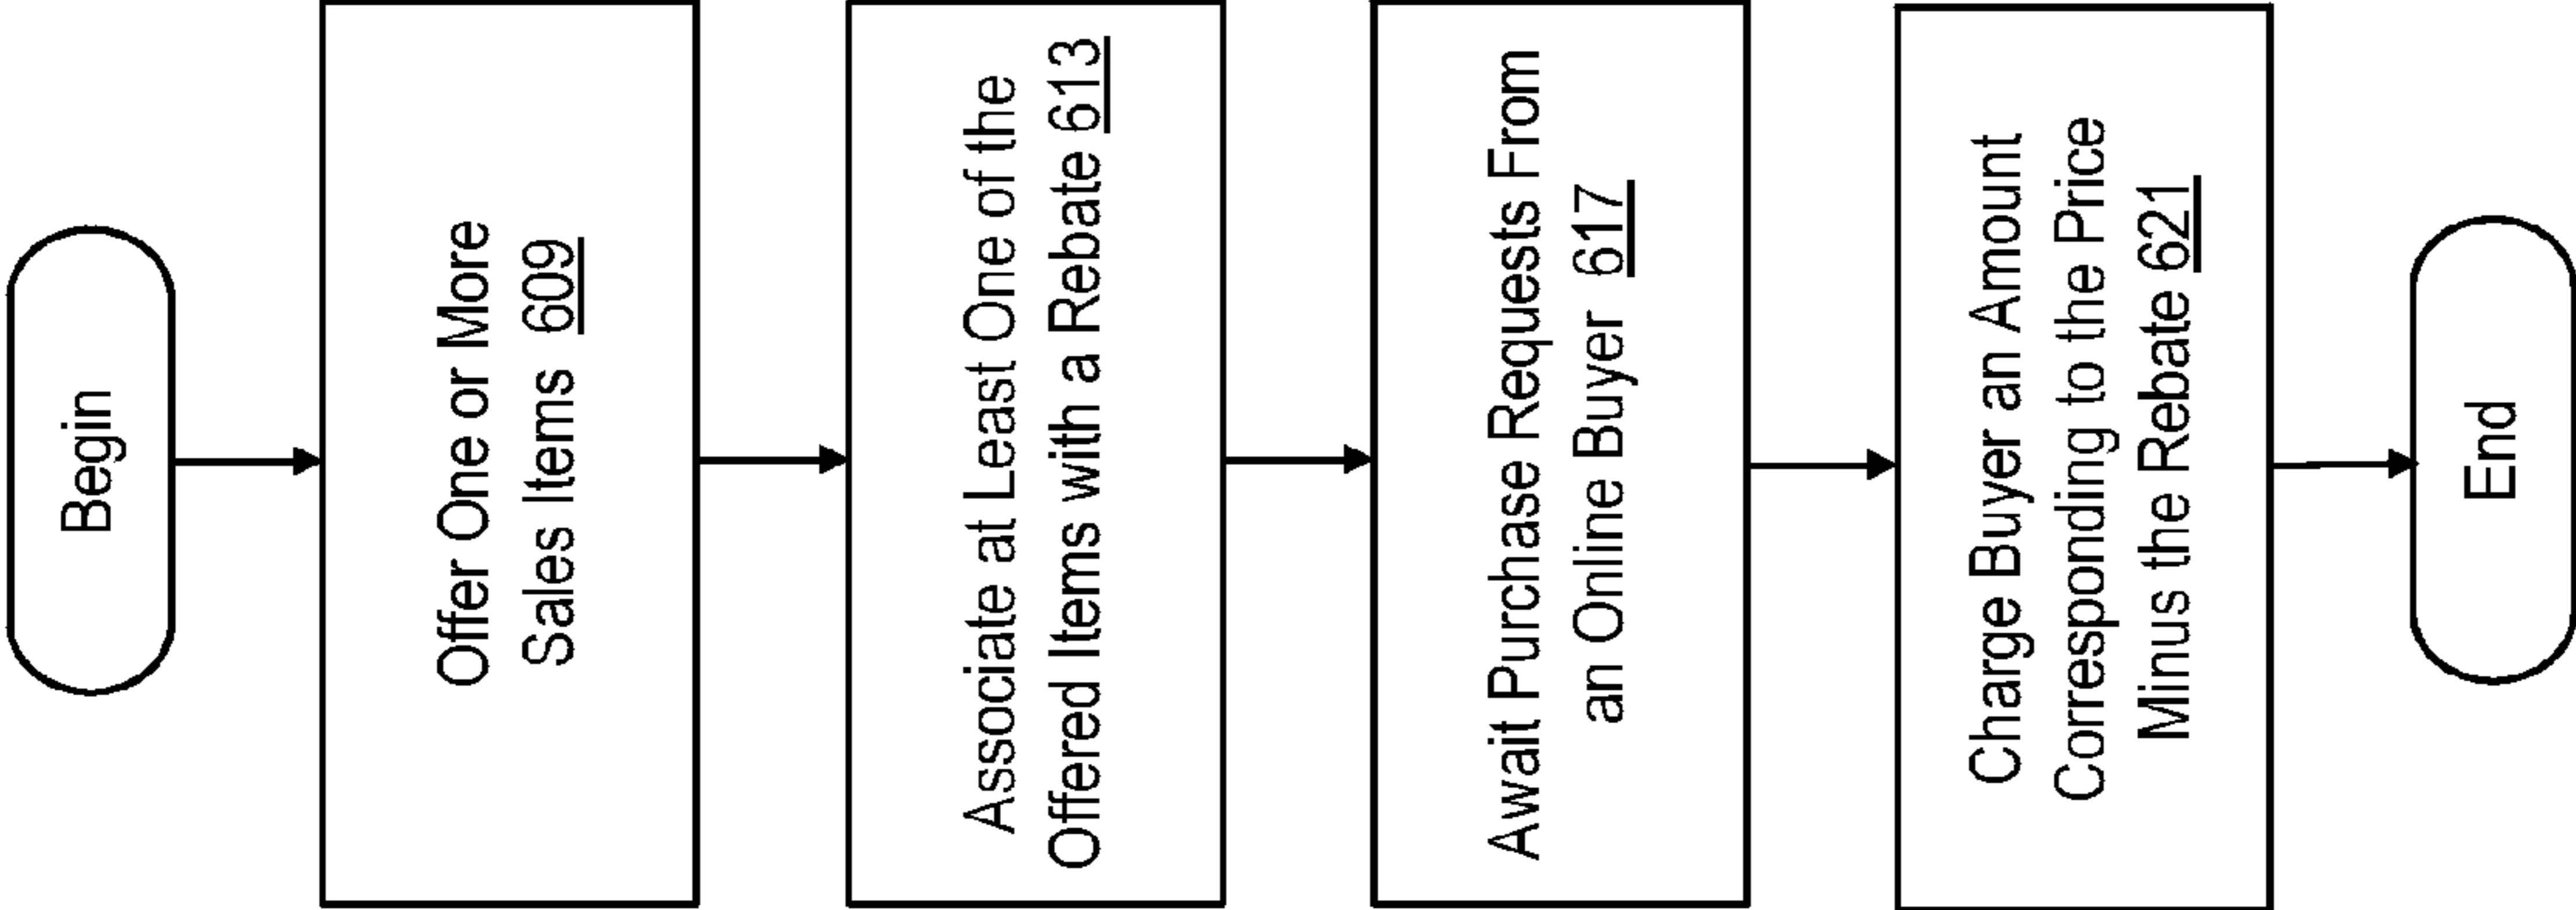 Begin
Offer One or More
Sales Items 609
Associate at Least One of the
Offered Items with a Rebate 613
Await Purchase Requests From
an Online Buyer 617
Charge Buyer an Amount
Corresponding to the Price
Minus the Rebate 621
End